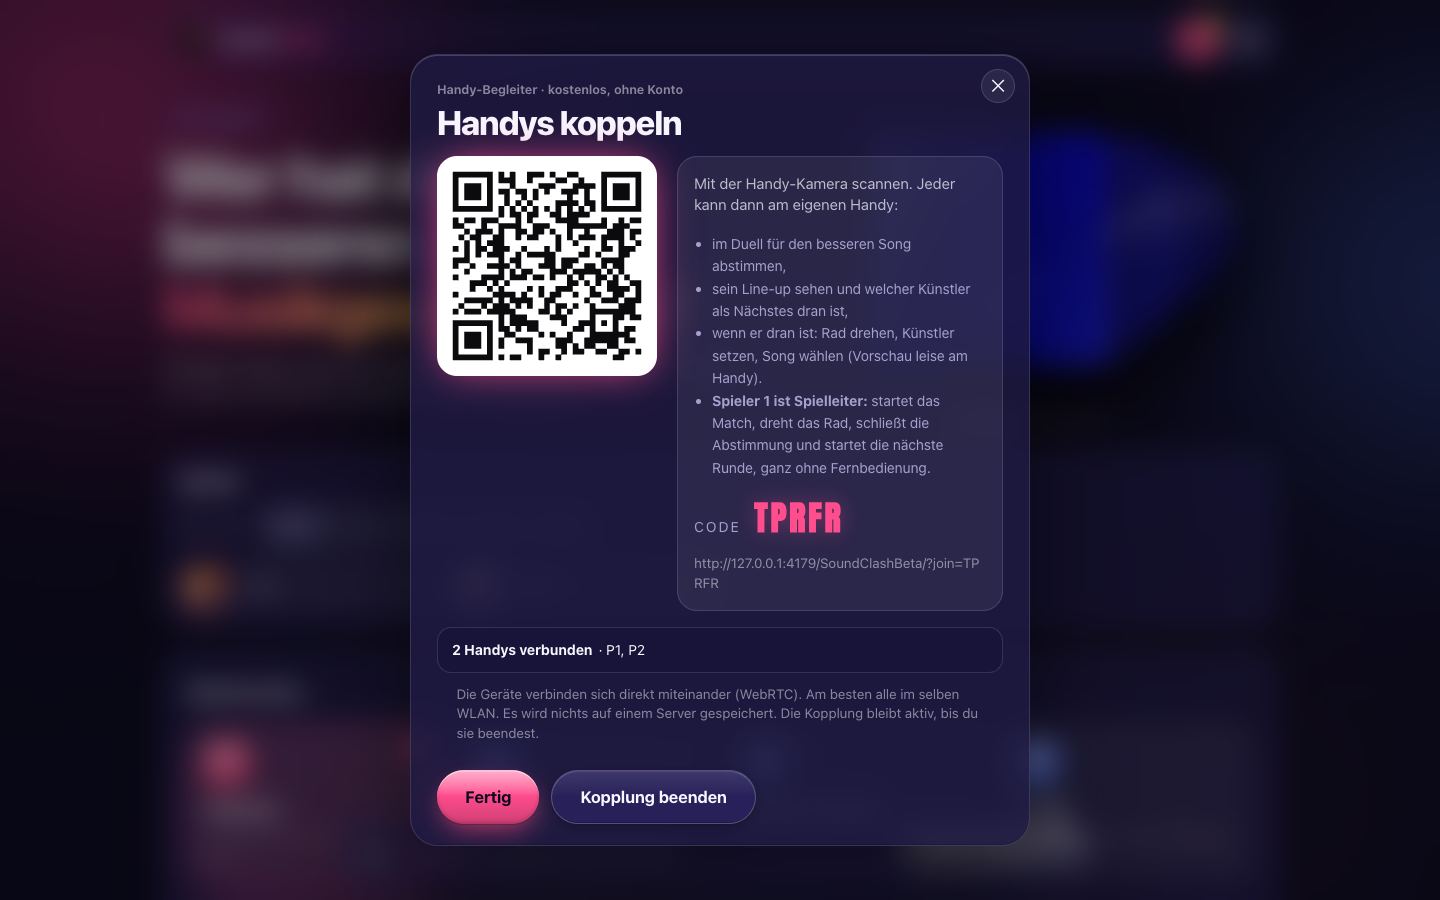 Handy-Begleiter · kostenlos, ohne Konto
Handys koppeln
Mit der Handy-Kamera scannen. Jeder
kann dann am eigenen Handy:
• im Duell für den besseren Song
abstimmen,
• sein Line-up sehen und welcher Künstler
als Nächstes dran ist,
• wenn er dran ist: Rad drehen, Künstler
setzen, Song wählen (Vorschau leise am
Handy).
• Spieler 1 ist Spielleiter: startet das
Match, dreht das Rad, schließt die
Abstimmung und startet die nächste
Runde, ganz ohne Fernbedienung.
CODE TPRFR
http://127.0.0.1:4179/SoundClashBeta/?join=TP
RFR
2 Handys verbunden · P1, P2
Die Geräte verbinden sich direkt miteinander (WebRTC). Am besten alle im selben
WLAN. Es wird nichts auf einem Server gespeichert. Die Kopplung bleibt aktiv, bis du
sie beendest.
Fertig
Kopplung beenden